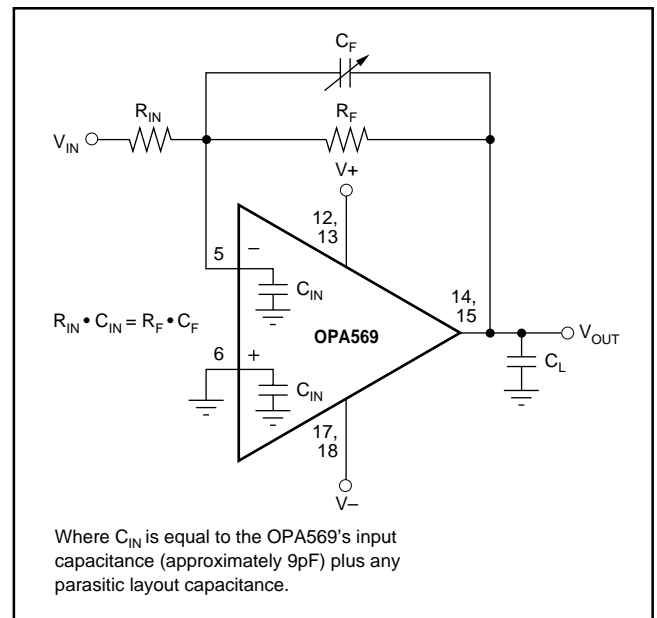 C_F
R_IN
R_F
V_IN
V+
12,
13
5
−
C_IN
R_IN • C_IN = R_F • C_F
OPA569
14,
15
V_OUT
6
+
C_IN
C_L
17,
18
V–
Where C_IN is equal to the OPA569's input
capacitance (approximately 9pF) plus any
parasitic layout capacitance.